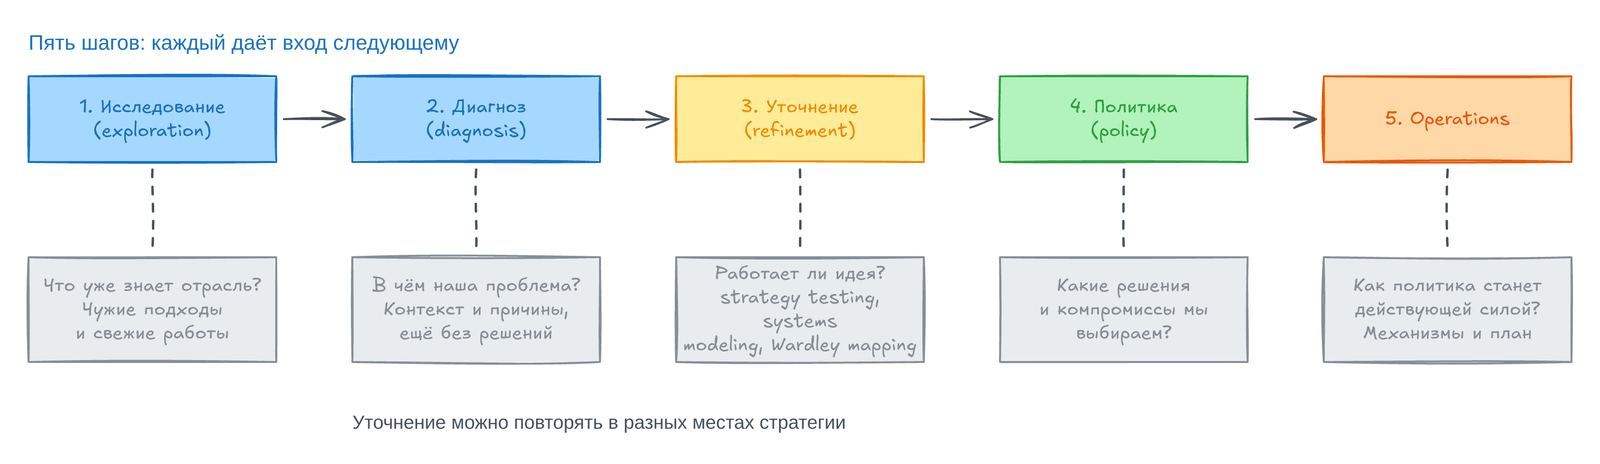 Пять шагов: каждый даёт вход следующему
1. Исследование
(exploration)
2. Диагноз
(diagnosis)
3. Уточнение
(refinement)
4. Политика
(policy)
5. Operations
Что уже знает отрасль?
Чужие подходы
и свежие работы
В чём наша проблема?
Контекст и причины,
ещё без решений
Работает ли идея?
strategy testing,
systems
modeling, Wardley mapping
Какие решения
и компромиссы мы
выбираем?
Как политика станет
действующей силой?
Механизмы и план
Уточнение можно повторять в разных местах стратегии